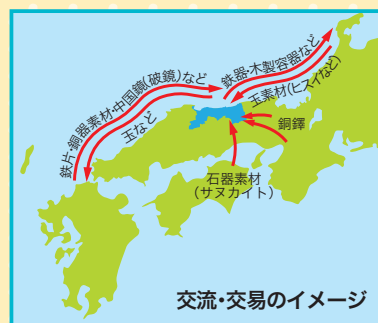 鉄片・銅器素材・中国鏡(破鏡)など
玉など
鉄器・木製容器など
玉素材(ヒスイなど)
銅鐸
石器素材
(サヌカイト)
交流・交易のイメージ